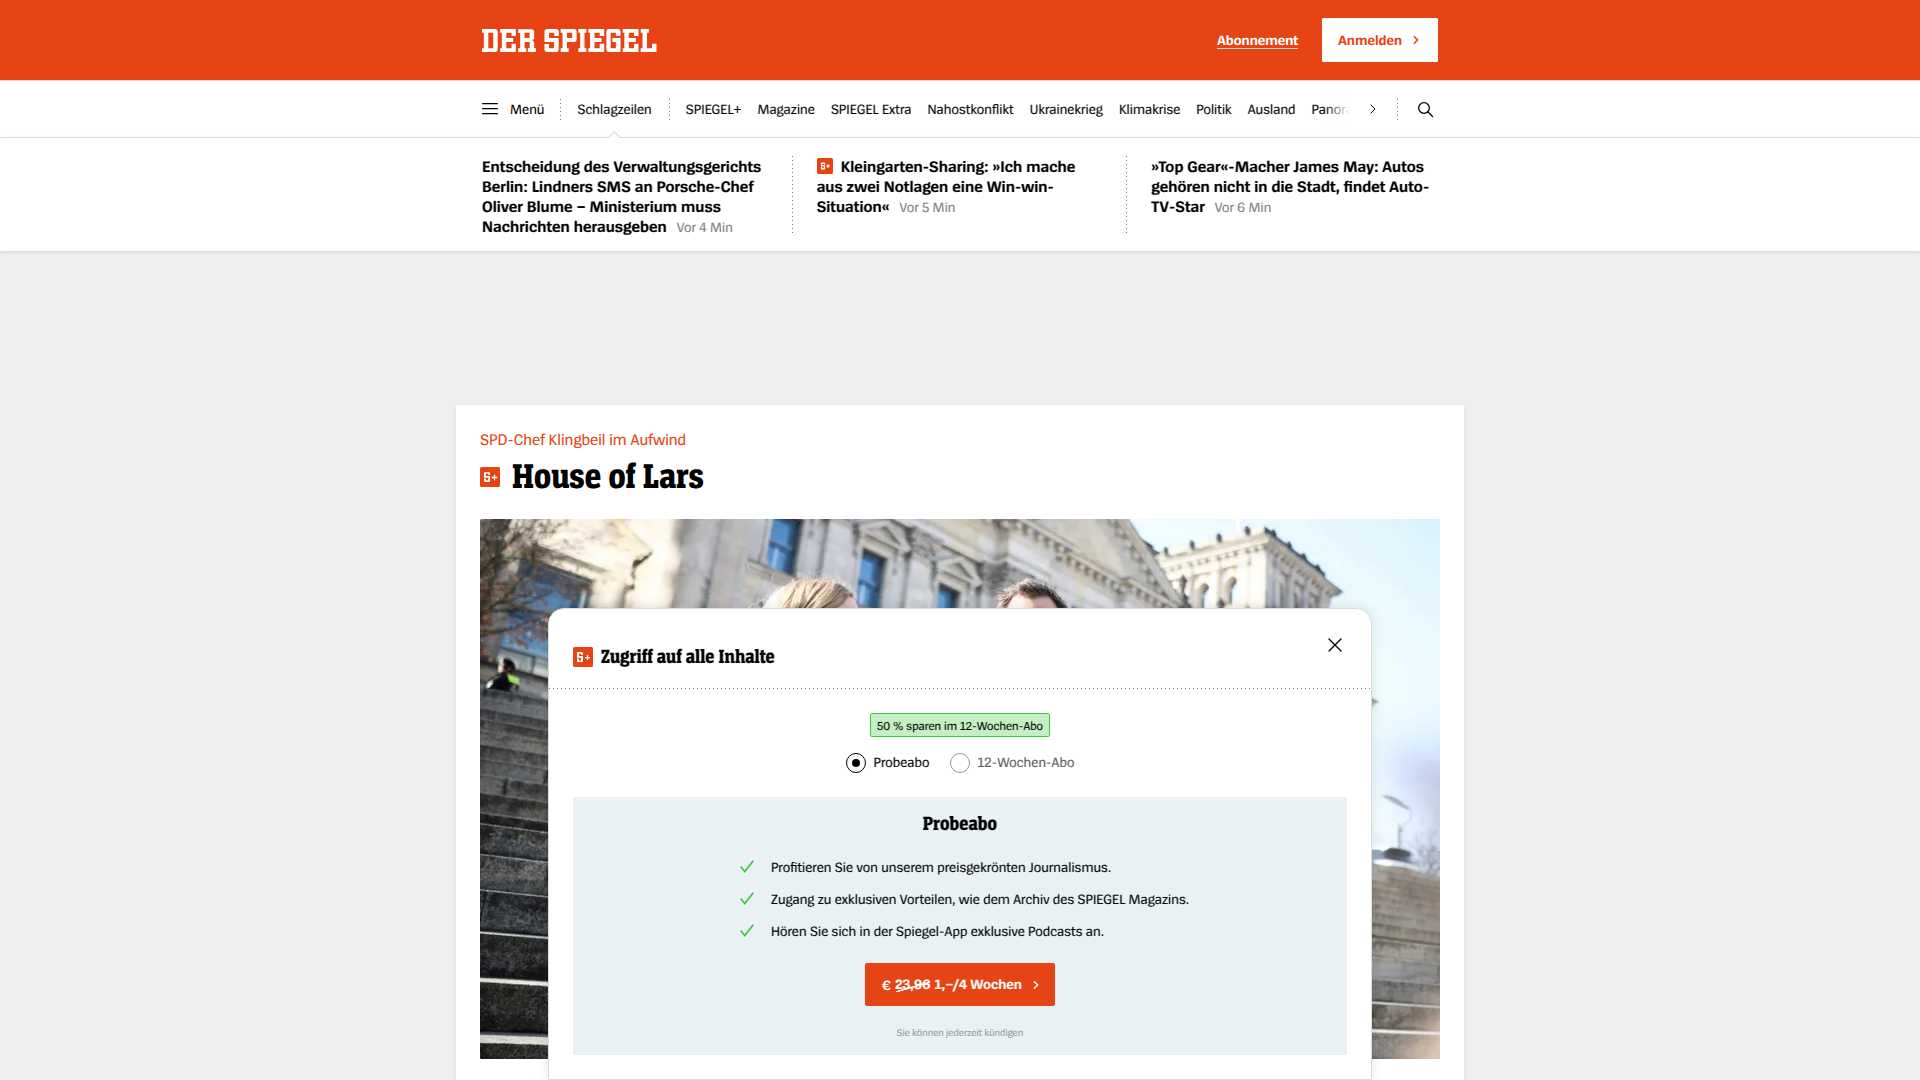 DER SPIEGEL
Abonnement
Anmelden
Menü
Schlagzeilen
SPIEGEL+
Magazine
SPIEGEL Extra
Nahostkonflikt
Ukrainekrieg
Klimakrise
Politik
Ausland
Panor
Entscheidung des Verwaltungsgerichts
Berlin: Lindners SMS an Porsche-Chef
Oliver Blume – Ministerium muss
Nachrichten herausgeben Vor 4 Min
Kleingarten-Sharing: »Ich mache
aus zwei Notlagen eine Win-win-
Situation« Vor 5 Min
»Top Gear«-Macher James May: Autos
gehören nicht in die Stadt, findet Auto-
TV-Star Vor 6 Min
SPD-Chef Klingbeil im Aufwind
S+ House of Lars
S+ Zugriff auf alle Inhalte
50 % sparen im 12-Wochen-Abo
Probeabo
12-Wochen-Abo
Probeabo
Profitieren Sie von unserem preisgekrönten Journalismus.
Zugang zu exklusiven Vorteilen, wie dem Archiv des SPIEGEL Magazins.
Hören Sie sich in der Spiegel-App exklusive Podcasts an.
€ 23,96 1,–/4 Wochen
Sie können jederzeit kündigen